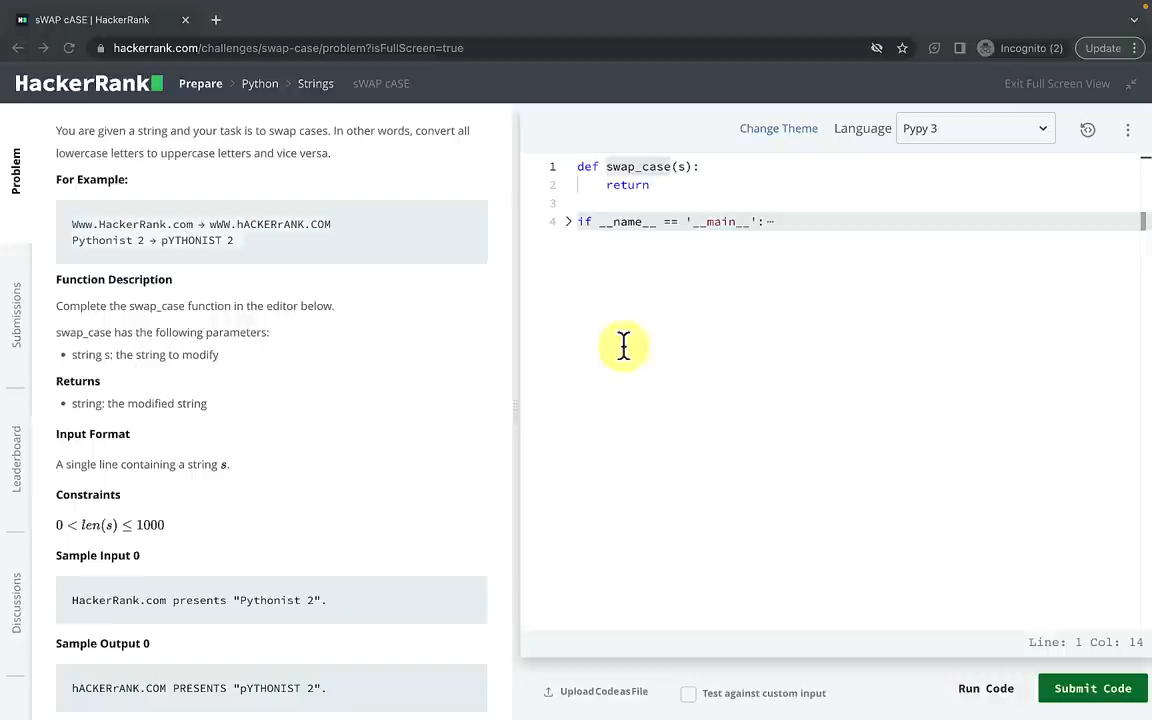 sWAP cASE | HackerRank
hackerrank.com/challenges/swap-case/problem?isFullScreen=true
Incognito (2)
Update
HackerRank
Prepare > Python > Strings sWAP cASE
Exit Full Screen View
Problem
Submissions
Leaderboard
Discussions
You are given a string and your task is to swap cases. In other words, convert all
lowercase letters to uppercase letters and vice versa.
For Example:
Www.HackerRank.com → wWW.hACKERrANK.COM
Pythonist 2 → pYTHONIST 2
Function Description
Complete the swap_case function in the editor below.
swap_case has the following parameters:
• string s: the string to modify
Returns
• string: the modified string
Input Format
A single line containing a string s.
Constraints
0 < len(s) ≤ 1000
Sample Input 0
HackerRank.com presents "Pythonist 2".
Sample Output 0
hACKERrANK.COM PRESENTS "pYTHONIST 2".
Change Theme
Language
Pypy 3
1 def swap_case(s):
2 return
3
4 if __name__ == '__main__':
Line: 1 Col: 14
Upload Code as File
Test against custom input
Run Code
Submit Code